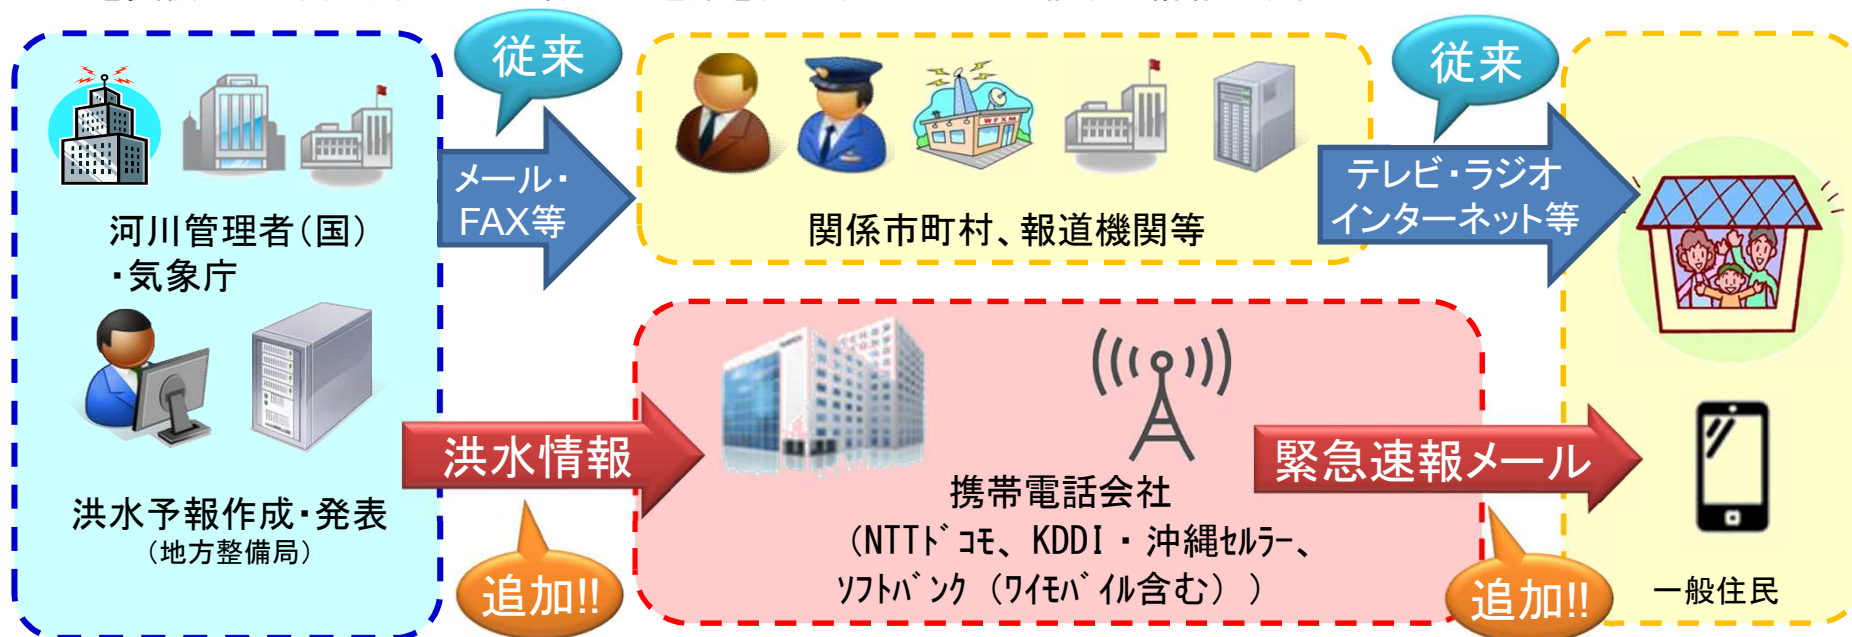 従来
従来
メール・
FAX等
テレビ・ラジオ
インターネット等
WFXM
河川管理者(国)
・気象庁
関係市町村、報道機関等
洪水情報
緊急速報メール
洪水予報作成・発表
(地方整備局)
携帯電話会社
(NTTﾄﾞｺﾓ、KDDI・沖縄ｾﾙﾗｰ、
ｿﾌﾄﾊﾞﾝｸ(ﾜｲﾓﾊﾞｲﾙ含む))
追加!!
追加!!
一般住民